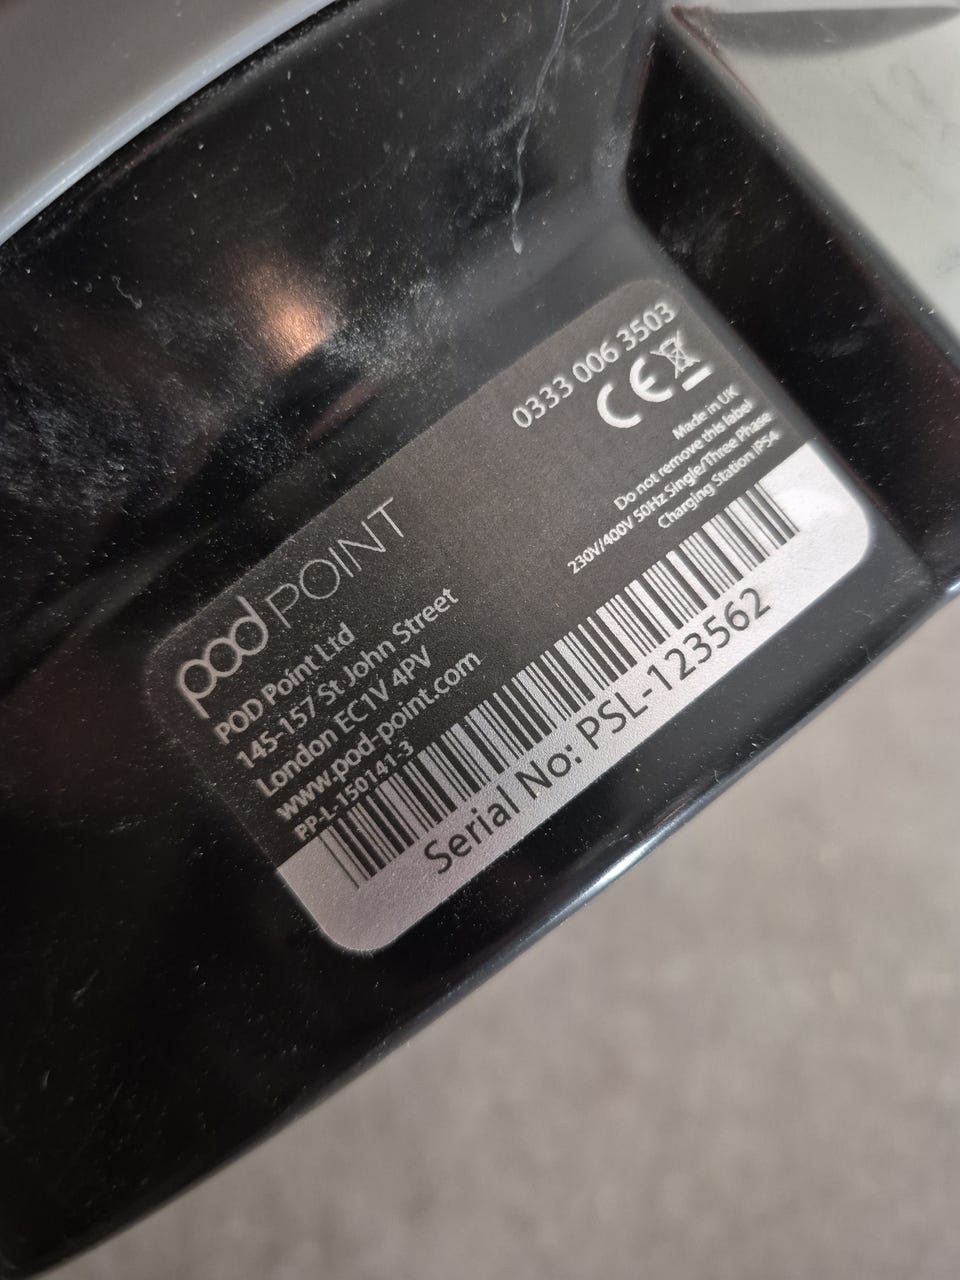 pod POINT
POD Point Ltd
145-157 St John Street
London EC1V 4PV
www.pod-point.com
PP-L-150141.3
0333 006 3503
CE
Made in UK
Do not remove this label
230V/400V 50Hz Single/Three Phase
Charging Station IP54
Serial No: PSL-123562